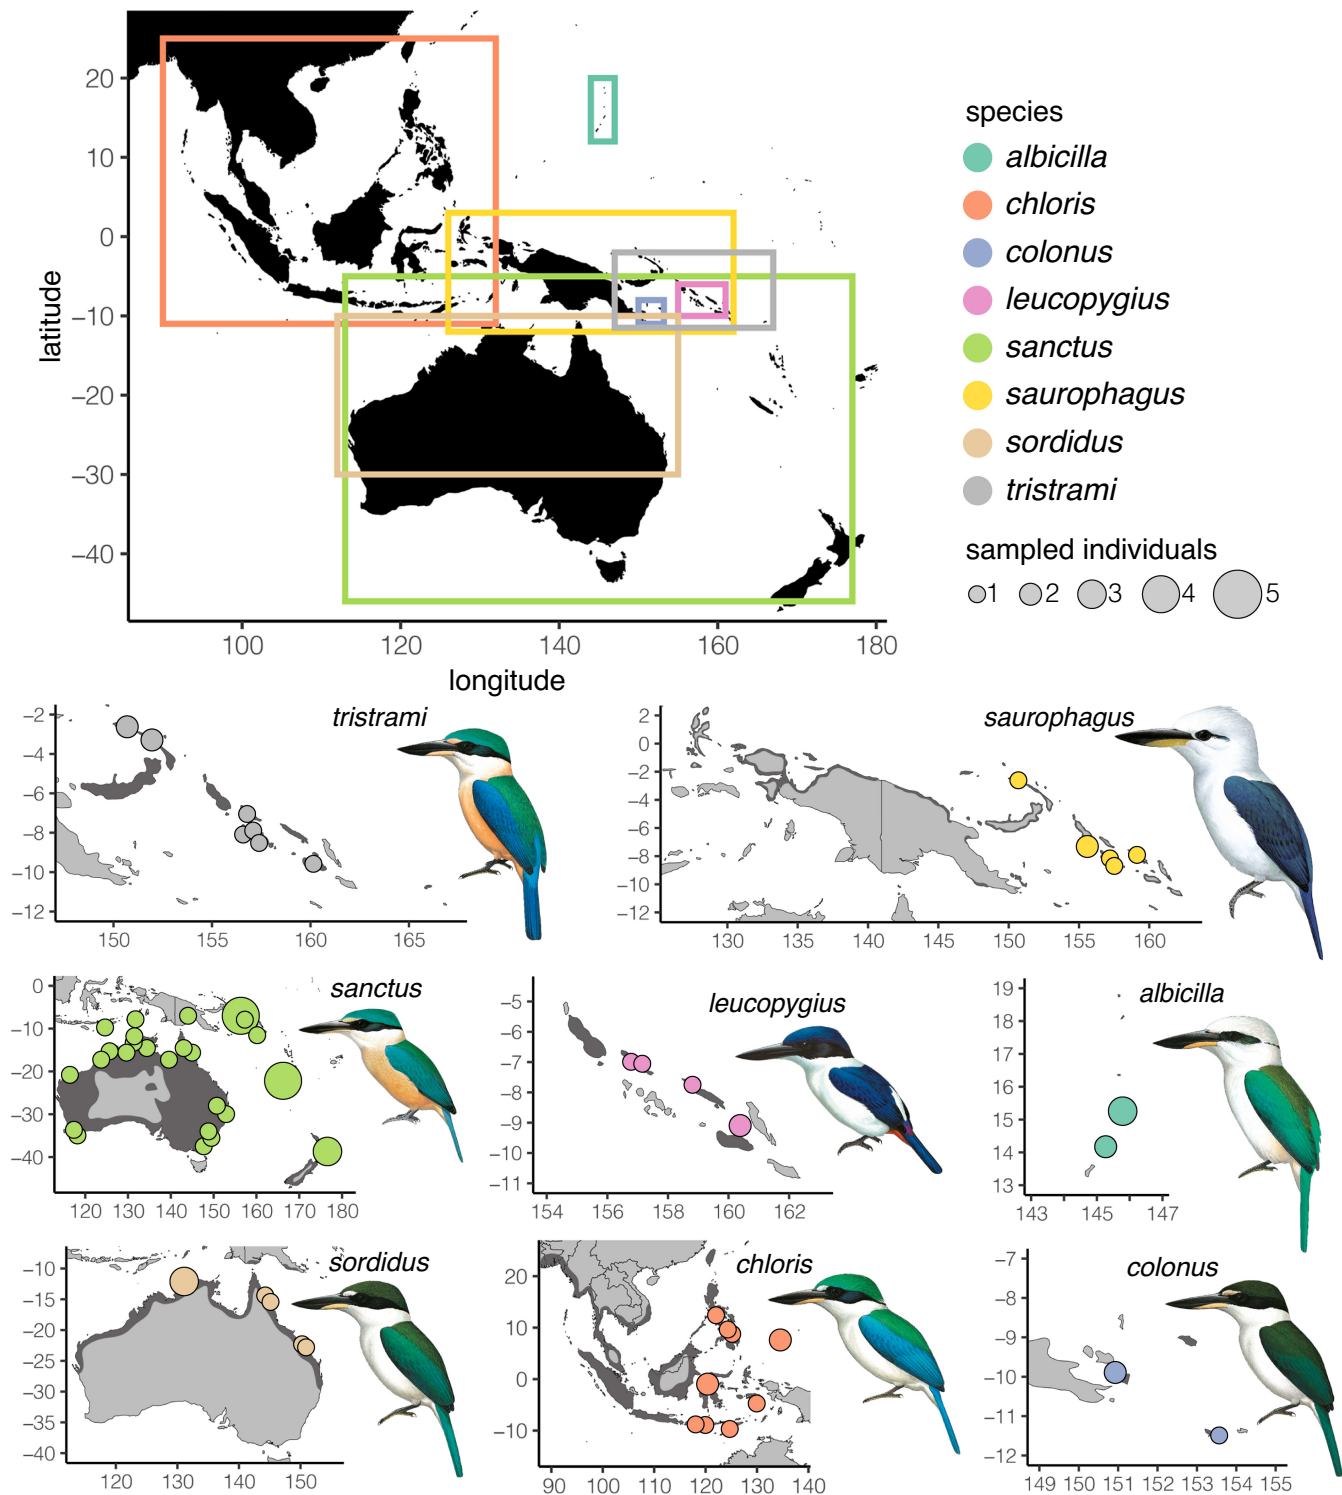 20
10
0
−10
−20
−30
−40
latitude
100 120 140 160 180
longitude
species
albicilla
chloris
colonus
leucopygius
sanctus
saurophagus
sordidus
tristrami
sampled individuals
1 2 3 4 5
tristrami
−2
−4
−6
−8
−10
−12
150 155 160 165
saurophagus
2
0
−2
−4
−6
−8
−10
−12
130 135 140 145 150 155 160
sanctus
0
−10
−20
−30
−40
120 130 140 150 160 170 180
leucopygius
−5
−6
−7
−8
−9
−10
−11
154 156 158 160 162
albicilla
19
18
17
16
15
14
13
143 145 147
sordidus
−10
−15
−20
−25
−30
−35
−40
120 130 140 150
chloris
20
10
0
−10
90 100 110 120 130 140
colonus
−7
−8
−9
−10
−11
−12
149 150 151 152 153 154 155